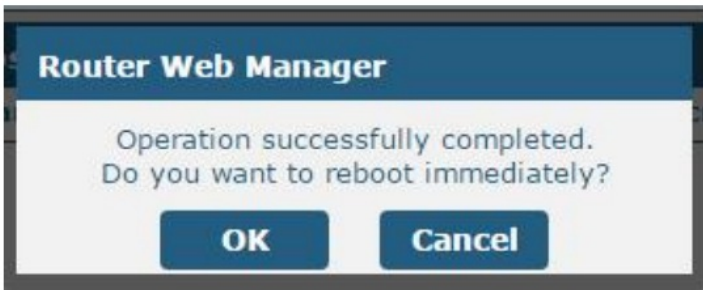 Router Web Manager
Operation successfully completed.
Do you want to reboot immediately?
OK Cancel